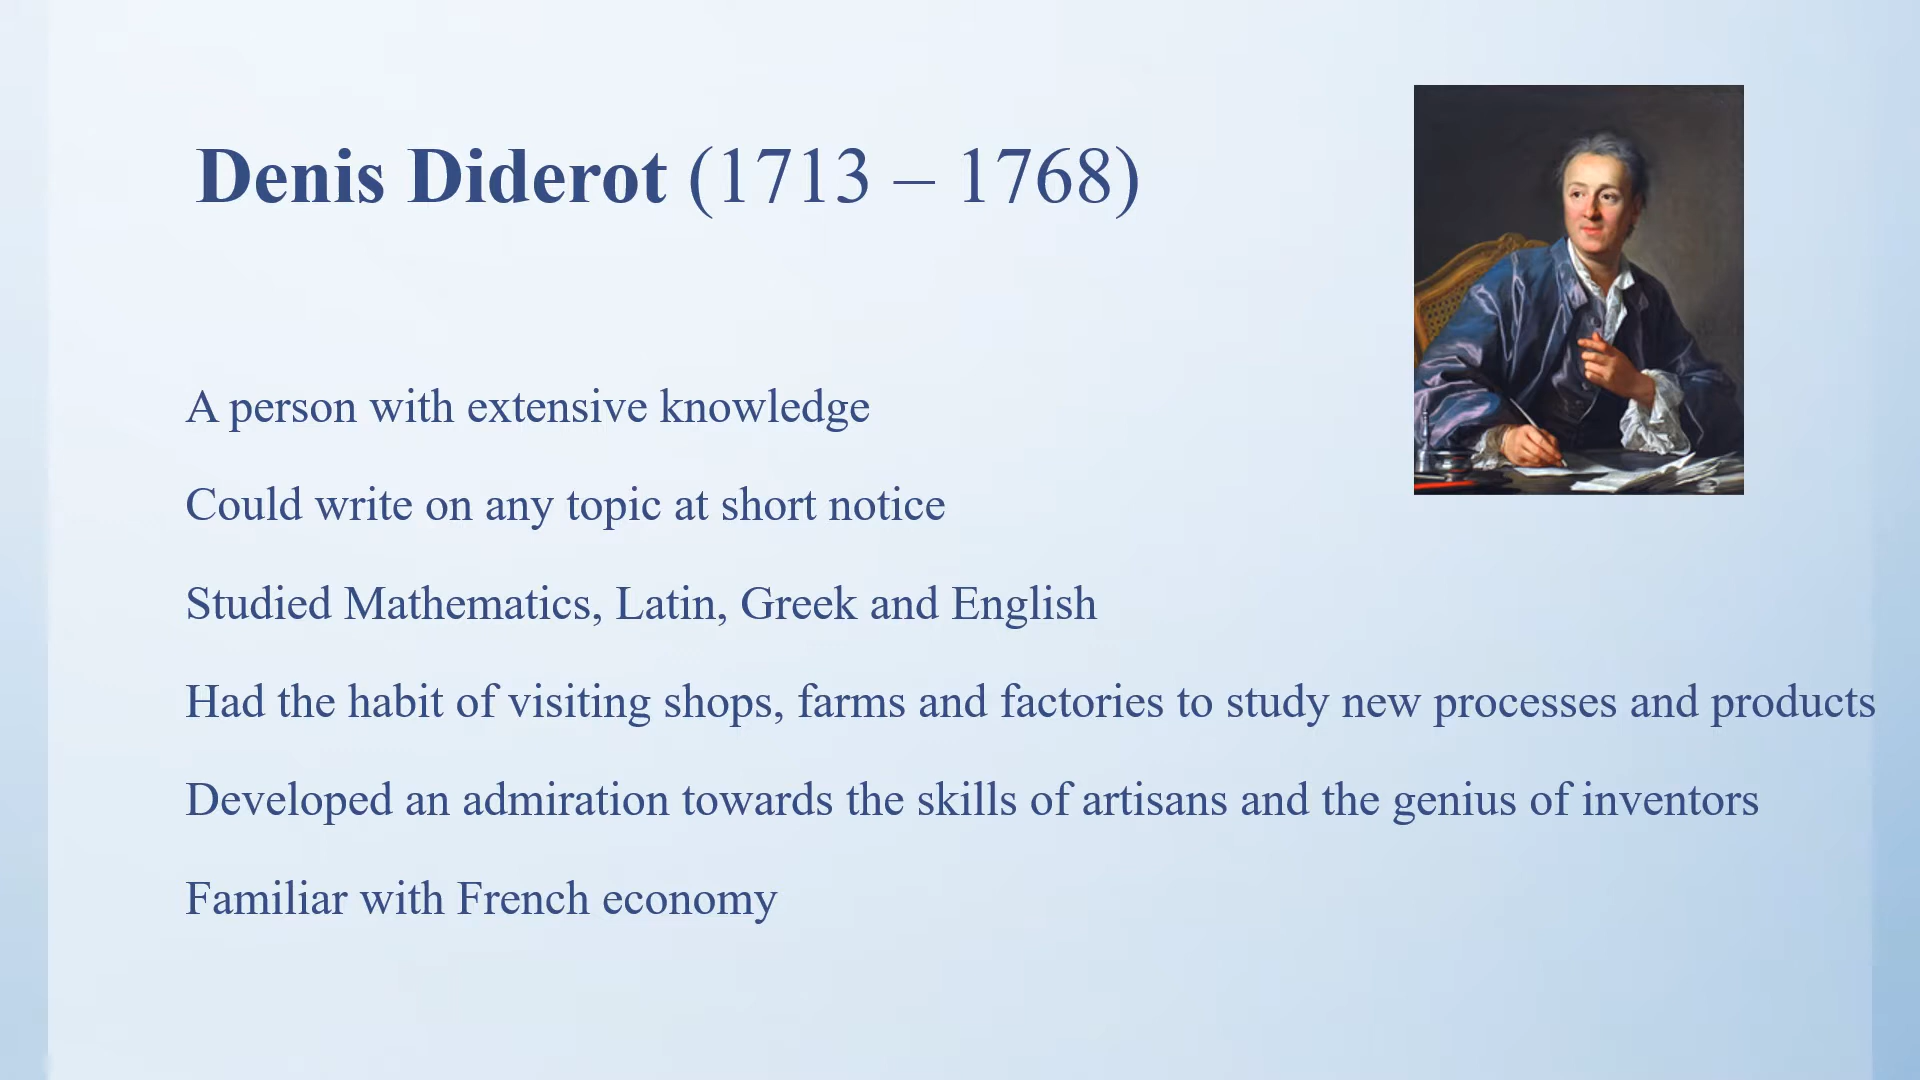 Denis Diderot (1713 – 1768)
A person with extensive knowledge
Could write on any topic at short notice
Studied Mathematics, Latin, Greek and English
Had the habit of visiting shops, farms and factories to study new processes and products
Developed an admiration towards the skills of artisans and the genius of inventors
Familiar with French economy